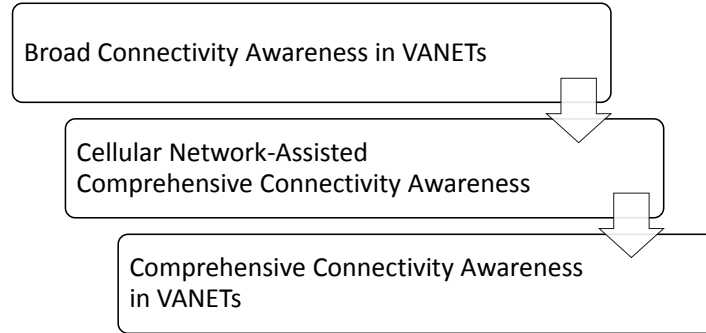 Broad Connectivity Awareness in VANETs
Cellular Network-Assisted
Comprehensive Connectivity Awareness
Comprehensive Connectivity Awareness
in VANETs